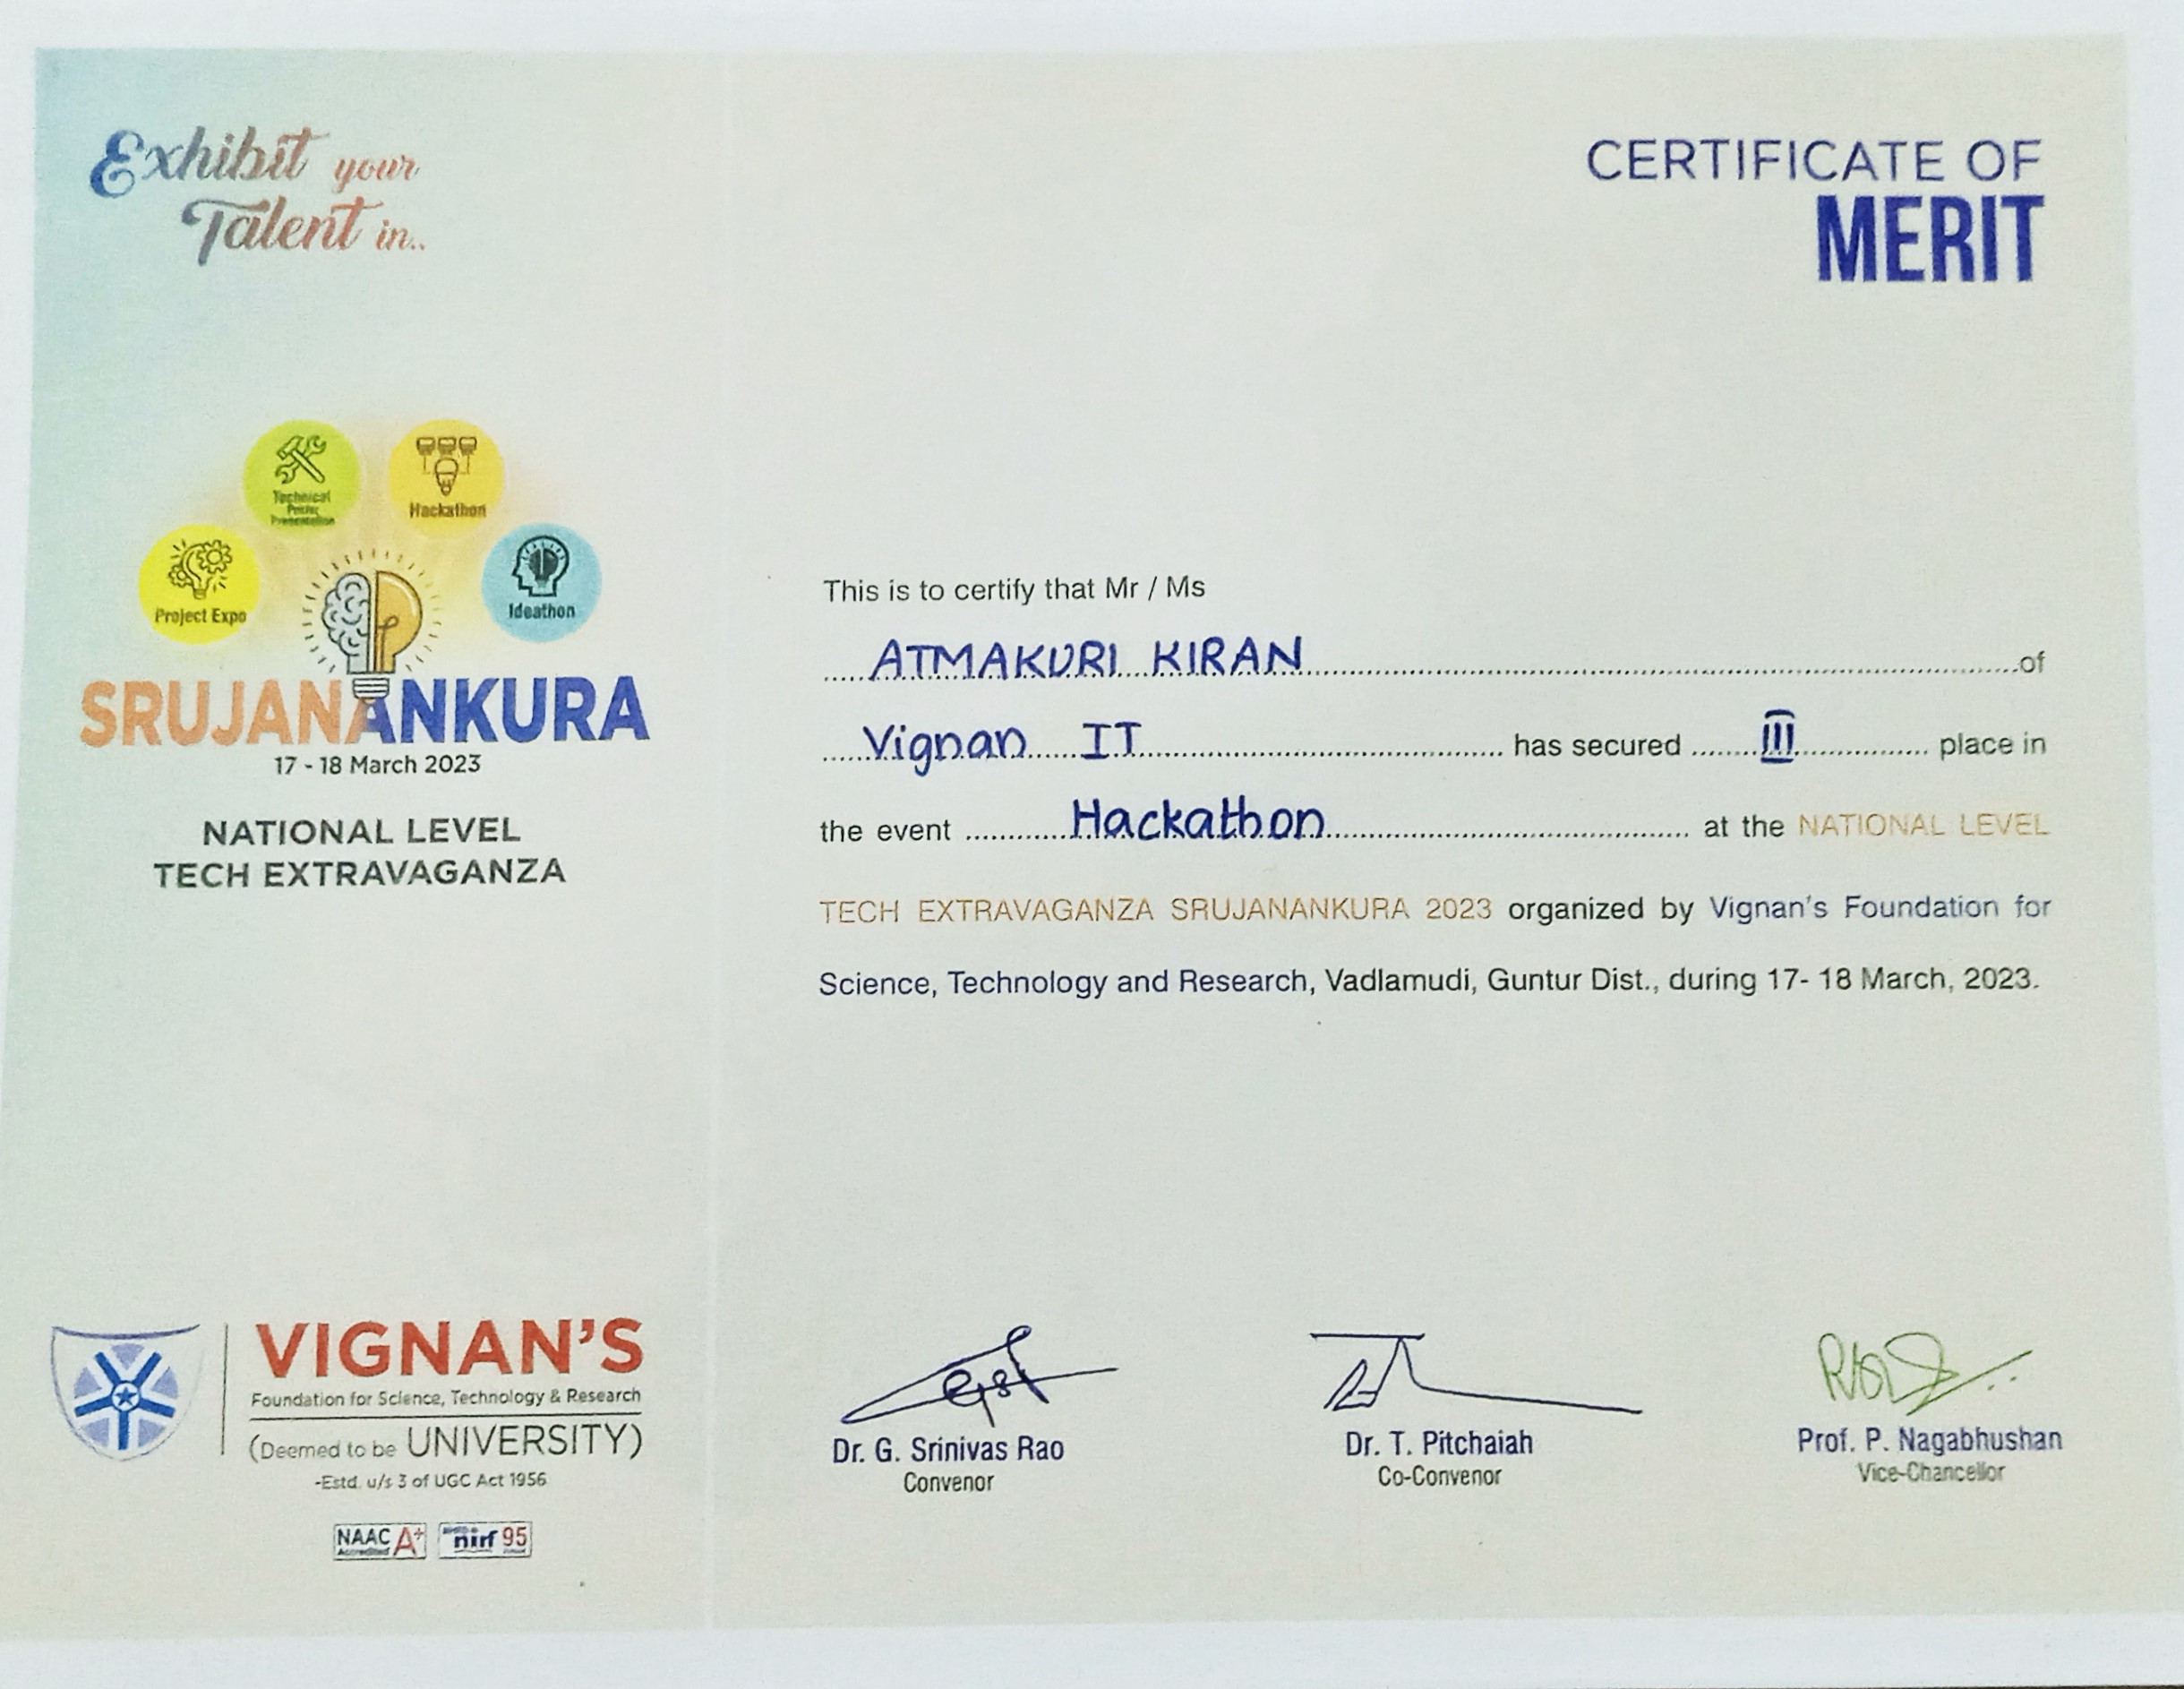 Exhibit your
Talent in..
CERTIFICATE OF
MERIT
Technical
Poster
Presentation
Hackathon
Project Expo
Ideathon
SRUJANANKURA
17 - 18 March 2023
NATIONAL LEVEL
TECH EXTRAVAGANZA
This is to certify that Mr / Ms
ATMAKURI KIRAN of
Vignan IT has secured III place in
the event Hackathon at the NATIONAL LEVEL
TECH EXTRAVAGANZA SRUJANANKURA 2023 organized by Vignan's Foundation for
Science, Technology and Research, Vadlamudi, Guntur Dist., during 17- 18 March, 2023.
VIGNAN'S
Foundation for Science, Technology & Research
(Deemed to be UNIVERSITY)
-Estd. u/s 3 of UGC Act 1956
NAAC A+
Accredited
nirf 95
Dr. G. Srinivas Rao
Convenor
Dr. T. Pitchaiah
Co-Convenor
Prof. P. Nagabhushan
Vice-Chancellor